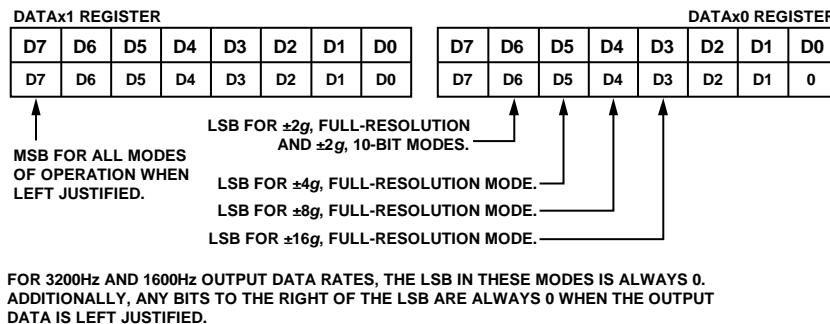 DATAx1 REGISTER
DATAx0 REGISTER
D7 D6 D5 D4 D3 D2 D1 D0
D7 D6 D5 D4 D3 D2 D1 D0
D7 D6 D5 D4 D3 D2 D1 D0
D7 D6 D5 D4 D3 D2 D1 0
MSB FOR ALL MODES
OF OPERATION WHEN
LEFT JUSTIFIED.
LSB FOR ±2g, FULL-RESOLUTION
AND ±2g, 10-BIT MODES.
LSB FOR ±4g, FULL-RESOLUTION MODE.
LSB FOR ±8g, FULL-RESOLUTION MODE.
LSB FOR ±16g, FULL-RESOLUTION MODE.
FOR 3200Hz AND 1600Hz OUTPUT DATA RATES, THE LSB IN THESE MODES IS ALWAYS 0.
ADDITIONALLY, ANY BITS TO THE RIGHT OF THE LSB ARE ALWAYS 0 WHEN THE OUTPUT
DATA IS LEFT JUSTIFIED.